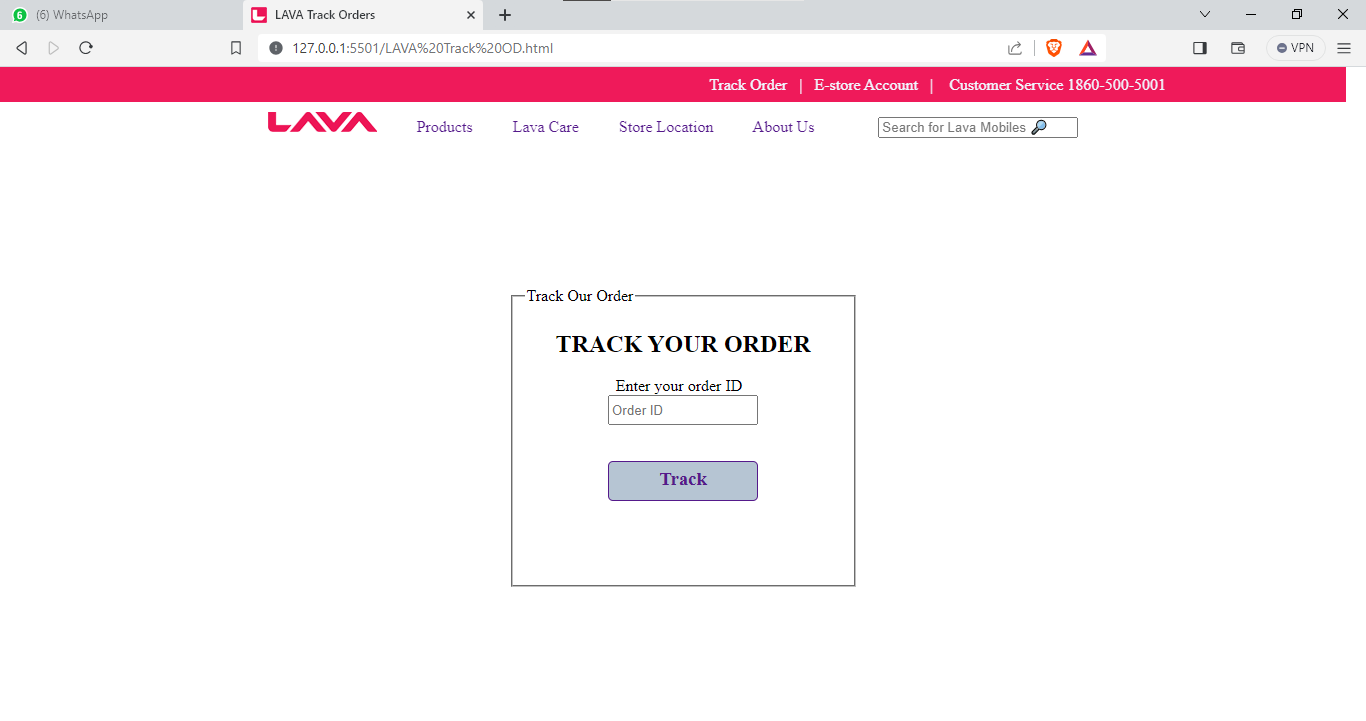 6 (6) WhatsApp LAVA Track Orders
127.0.0.1:5501/LAVA%20Track%20OD.html VPN
Track Order | E-store Account | Customer Service 1860-500-5001
LAVA Products Lava Care Store Location About Us Search for Lava Mobiles 🔎
Track Our Order
TRACK YOUR ORDER
Enter your order ID
Order ID
Track